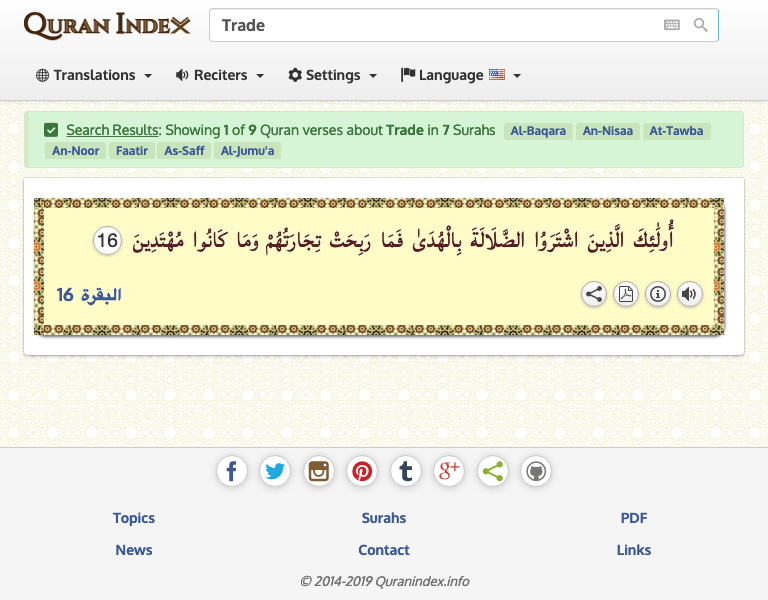 QURAN INDEX
Trade
Translations Reciters Settings Language
Search Results: Showing 1 of 9 Quran verses about Trade in 7 Surahs Al-Baqara An-Nisaa At-Tawba
An-Noor Faatir As-Saff Al-Jumu'a
أُولَٰئِكَ الَّذِينَ اشْتَرَوُا الضَّلَالَةَ بِالْهُدَىٰ فَمَا رَبِحَتْ تِجَارَتُهُمْ وَمَا كَانُوا مُهْتَدِينَ 16
البقرة 16
Topics Surahs PDF
News Contact Links
© 2014-2019 Quranindex.info